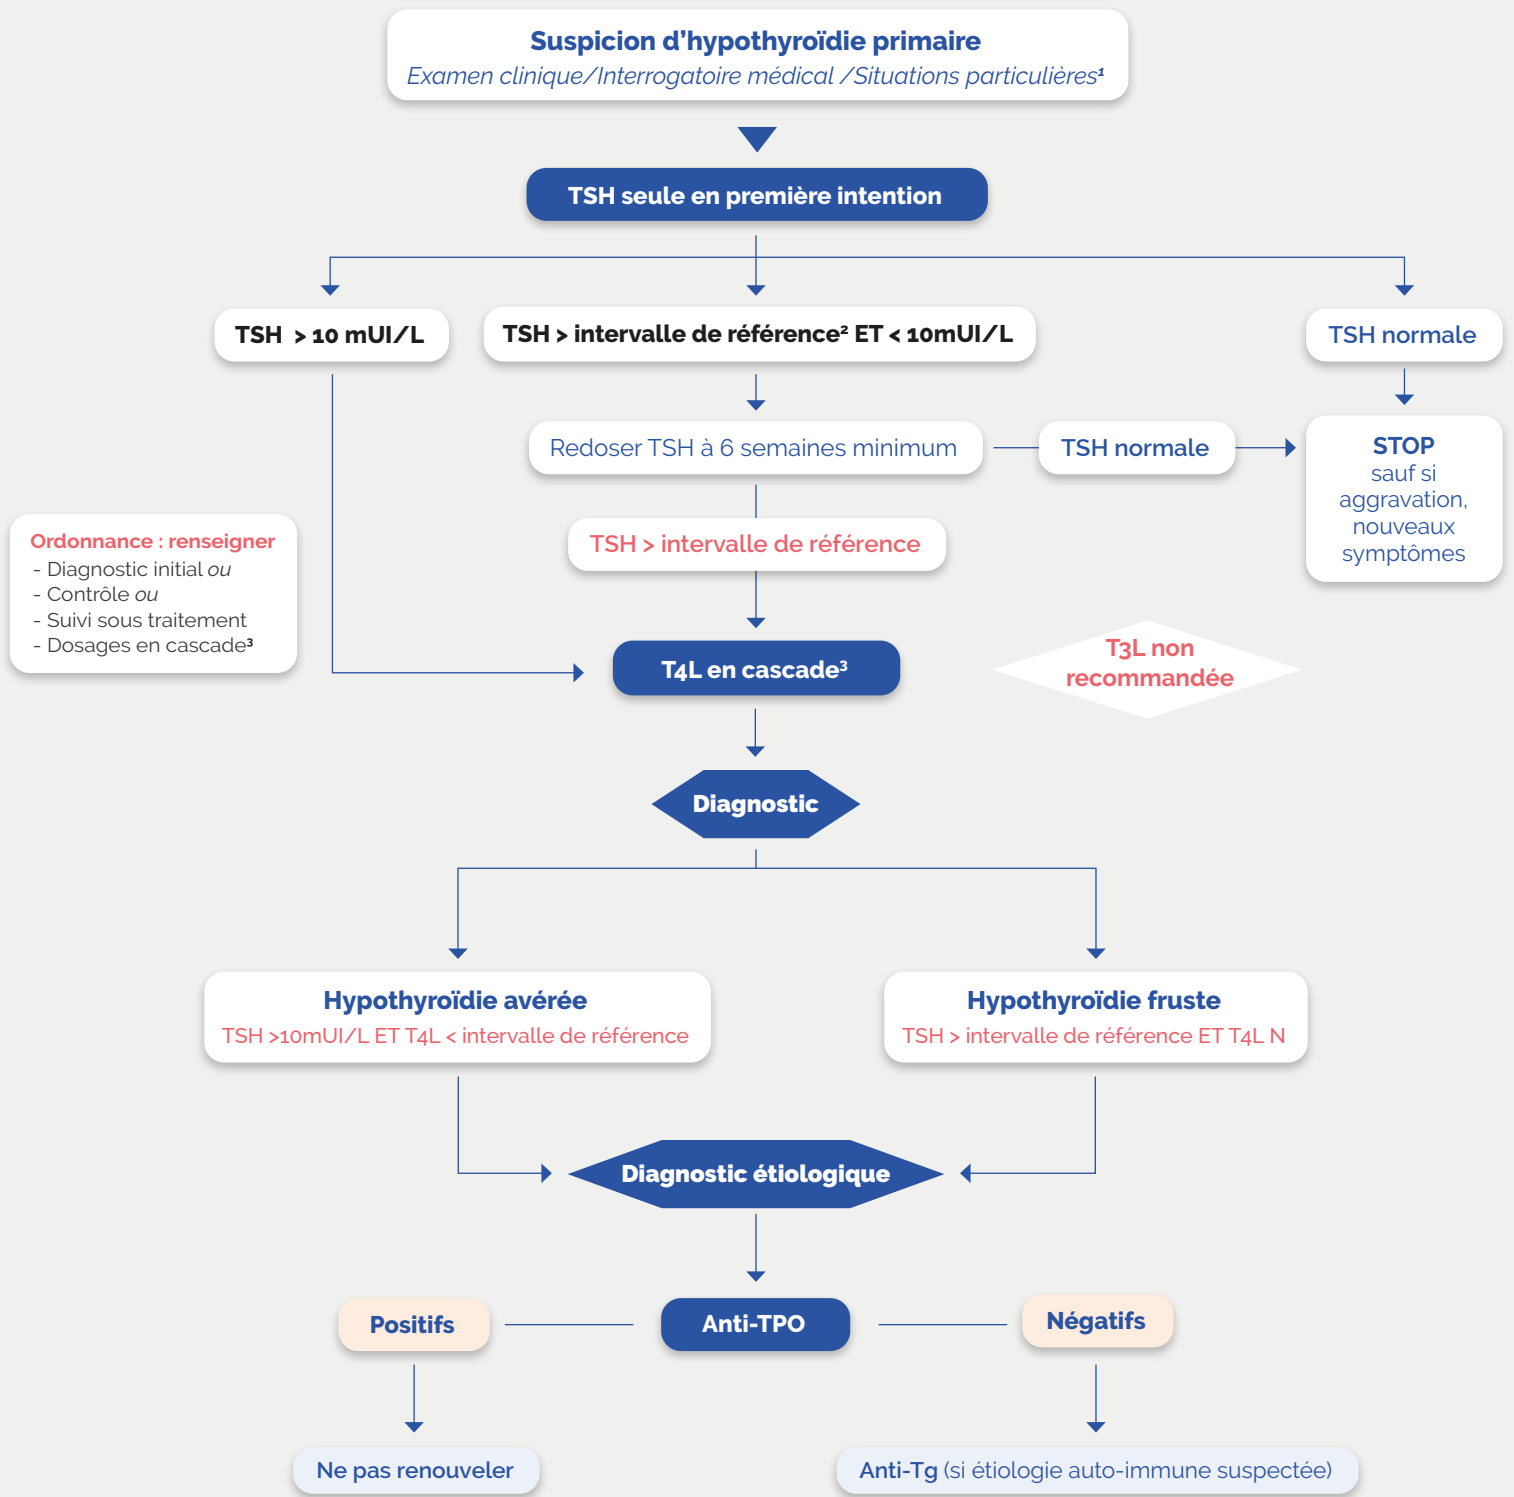 Suspicion d’hypothyroïdie primaire
Examen clinique/Interrogatoire médical /Situations particulières¹
TSH seule en première intention
TSH > 10 mUI/L
TSH > intervalle de référence² ET < 10mUI/L
TSH normale
Redoser TSH à 6 semaines minimum
TSH normale
STOP
sauf si
aggravation,
nouveaux
symptômes
TSH > intervalle de référence
Ordonnance : renseigner
- Diagnostic initial ou
- Contrôle ou
- Suivi sous traitement
- Dosages en cascade³
T4L en cascade³
T3L non
recommandée
Diagnostic
Hypothyroïdie avérée
TSH >10mUI/L ET T4L < intervalle de référence
Hypothyroïdie fruste
TSH > intervalle de référence ET T4L N
Diagnostic étiologique
Positifs
Anti-TPO
Négatifs
Ne pas renouveler
Anti-Tg (si étiologie auto-immune suspectée)